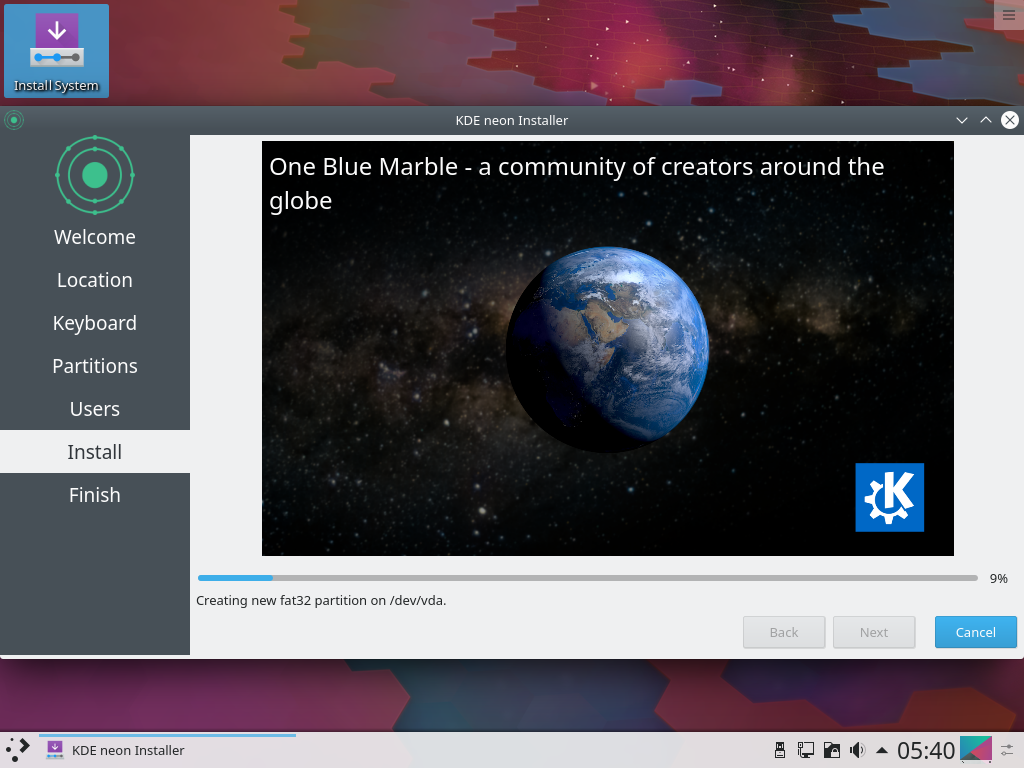 Install System
KDE neon Installer
One Blue Marble - a community of creators around the
globe
Welcome
Location
Keyboard
Partitions
Users
Install
Finish
9%
Creating new fat32 partition on /dev/vda.
Back
Next
Cancel
KDE neon Installer
05:40